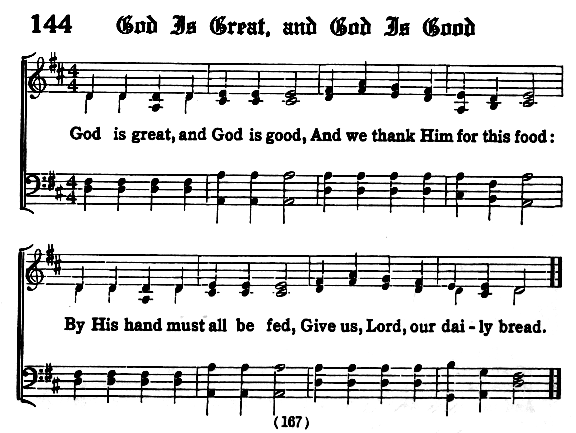 144 God Is Great, and God Is Good
4
4
God is great, and God is good, And we thank Him for this food:
4
4
By His hand must all be fed, Give us, Lord, our dai - ly bread.
(167)